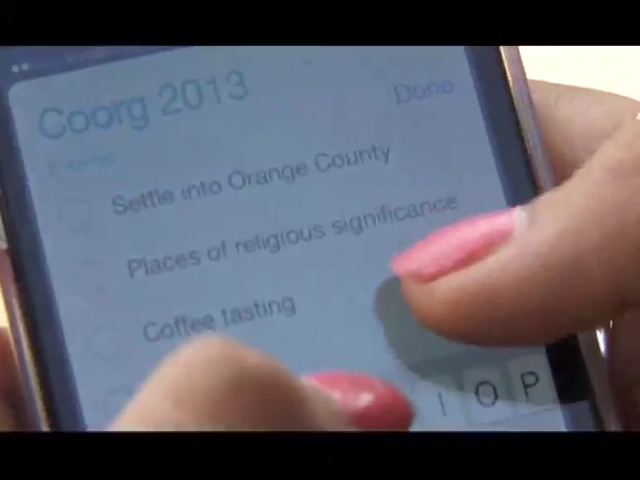 Coorg 2013
Done
Settle into Orange County
Places of religious significance
Coffee tasting
I O P